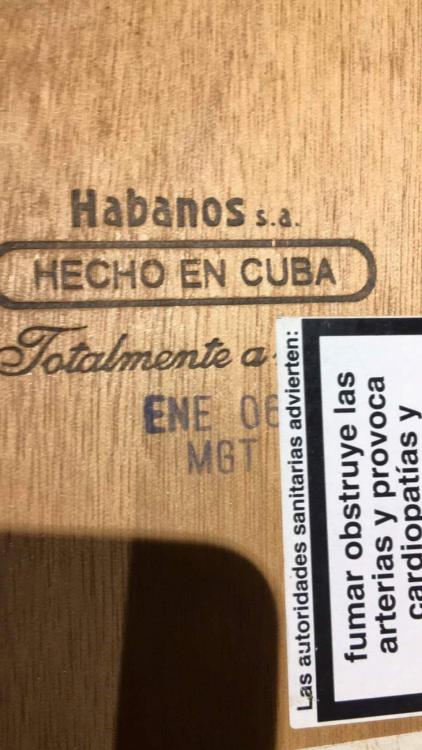 Habanos s.a.
HECHO EN CUBA
Totalmente a
ENE 06
MGT
Las autoridades sanitarias advierten:
fumar obstruye las
arterias y provoca
cardiopatías y